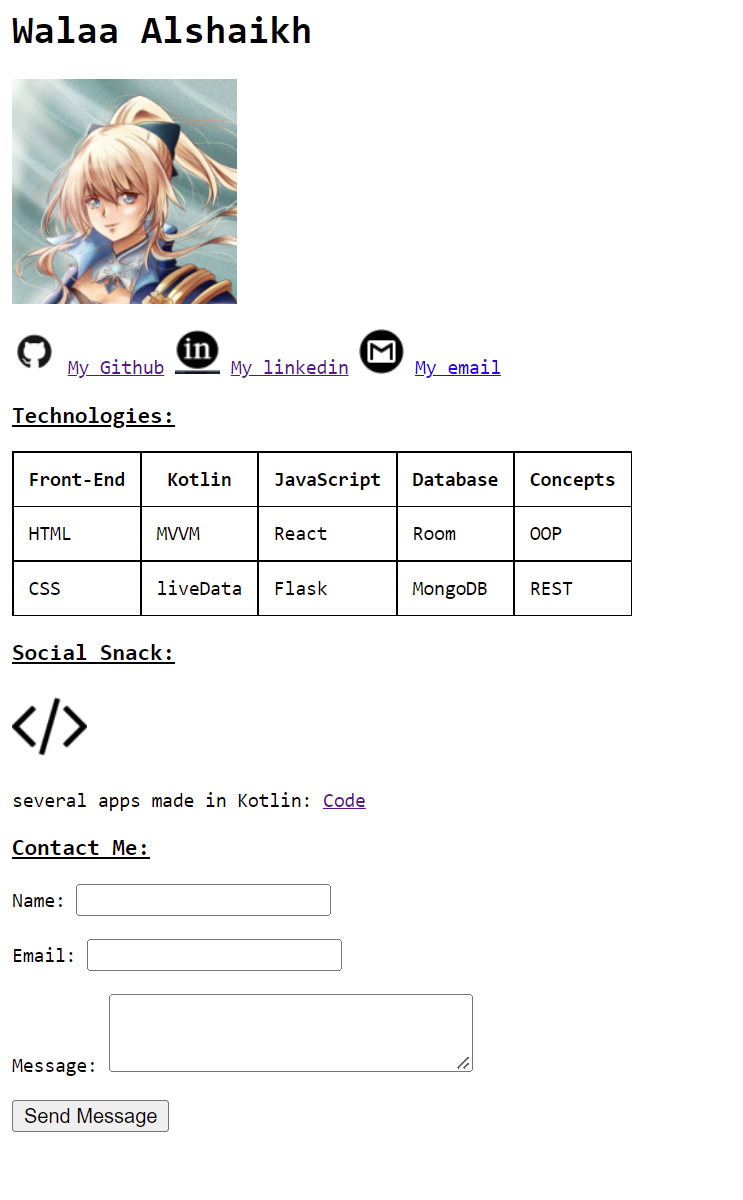 Walaa Alshaikh
in My Github My linkedin My email
Technologies:
Front-End Kotlin JavaScript Database Concepts
HTML MVVM React Room OOP
CSS liveData Flask MongoDB REST
Social Snack:
</>
several apps made in Kotlin: Code
Contact Me:
Name:
Email:
Message:
Send Message